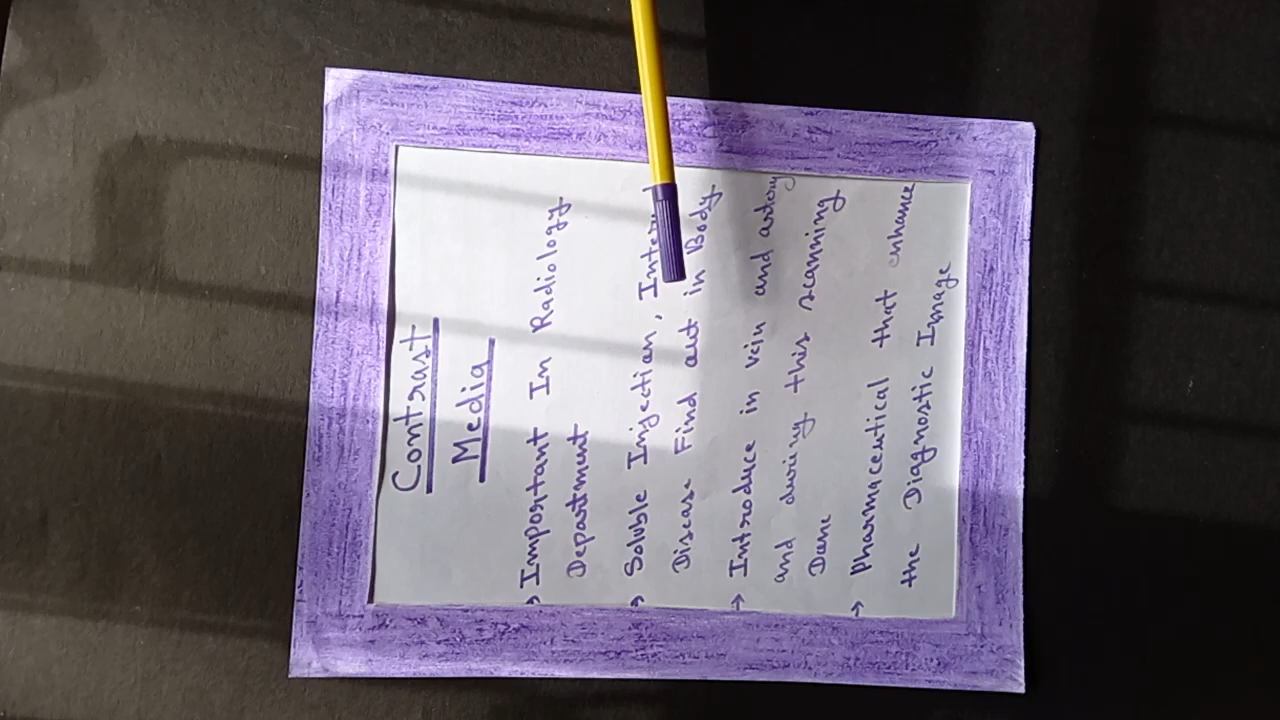 Contrast
Media
→ Important In Radiology
Department
→ Soluble Injection,
Disease Find out in Body
→ Introduce in vein and artery
and during this scanning
Done
→ Pharmaceutical that enhance
the Diagnostic Image